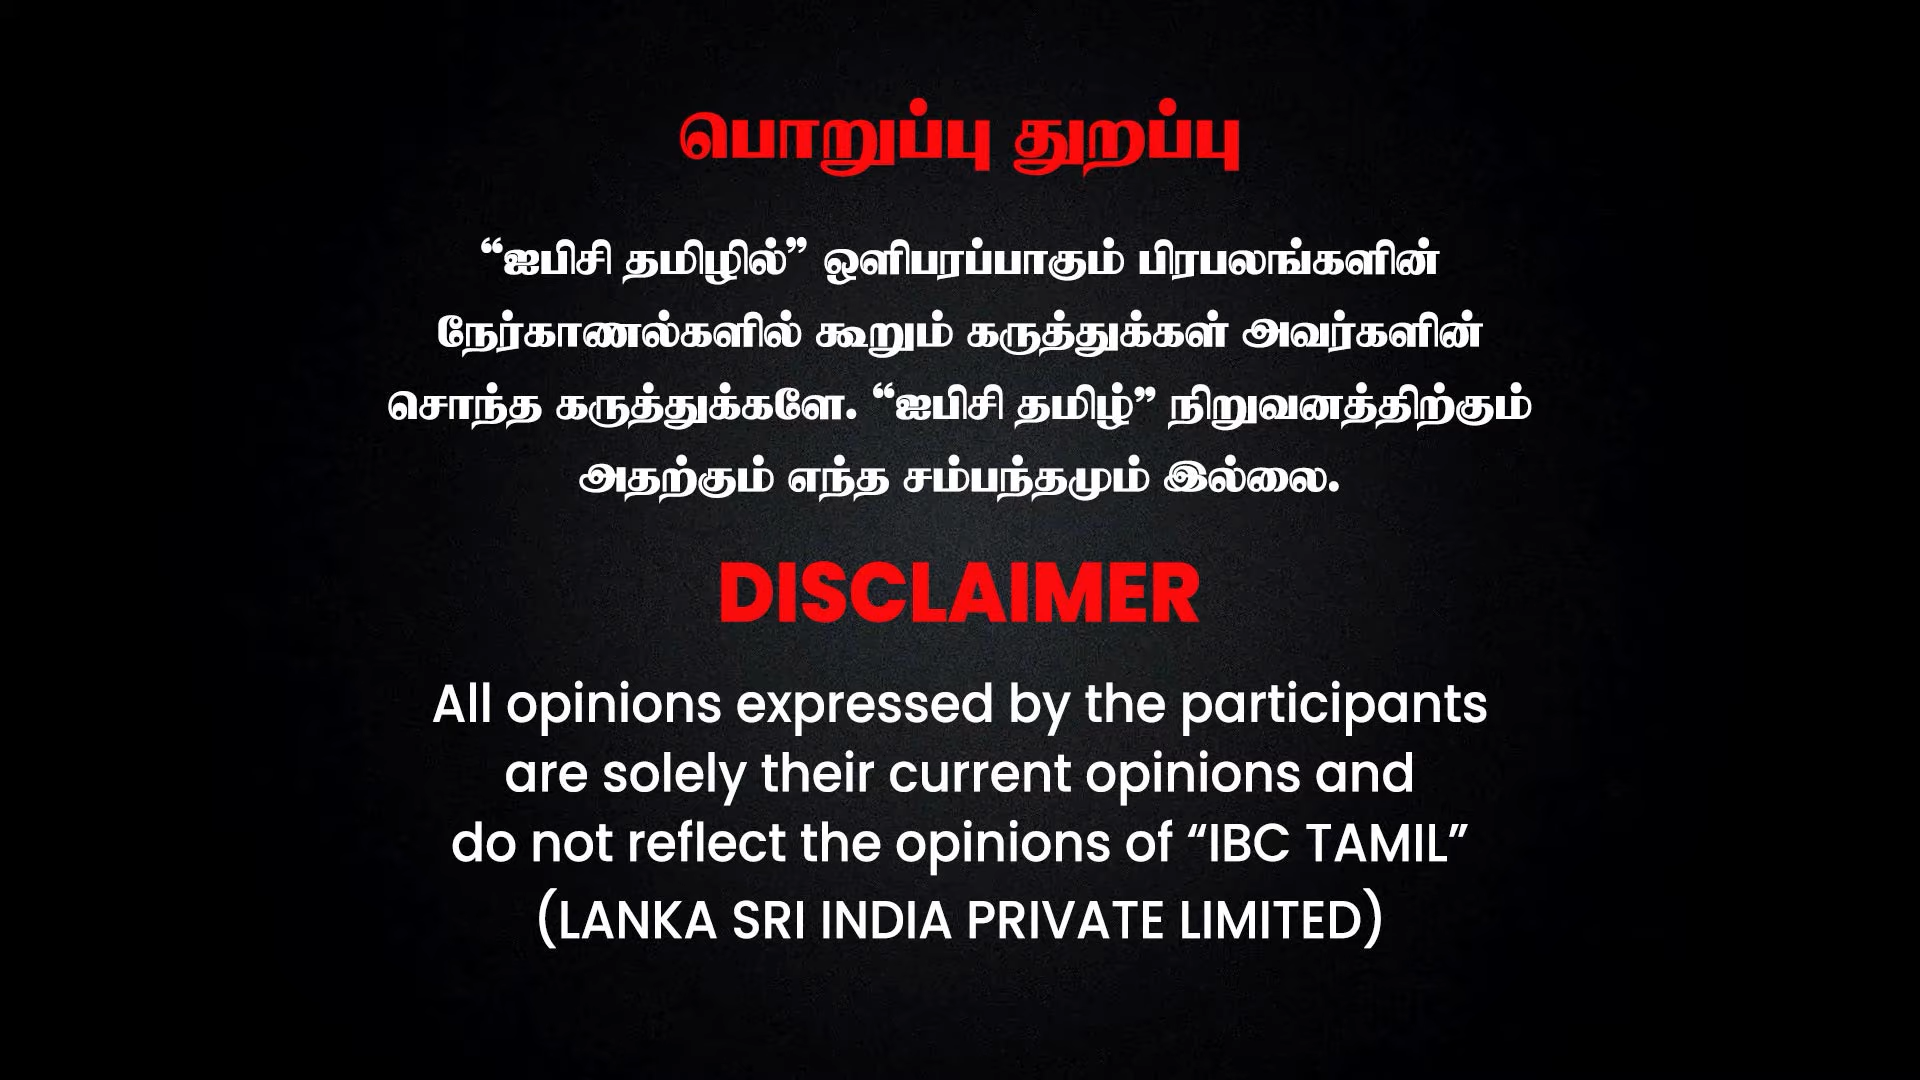 பொறுப்பு துறப்பு
“ஐபிசி தமிழில்” ஒளிபரப்பாகும் பிரபலங்களின்
நேர்காணல்களில் கூறும் கருத்துக்கள் அவர்களின்
சொந்த கருத்துக்களே. “ஐபிசி தமிழ்” நிறுவனத்திற்கும்
அதற்கும் எந்த சம்பந்தமும் இல்லை.
DISCLAIMER
All opinions expressed by the participants
are solely their current opinions and
do not reflect the opinions of “IBC TAMIL”
(LANKA SRI INDIA PRIVATE LIMITED)